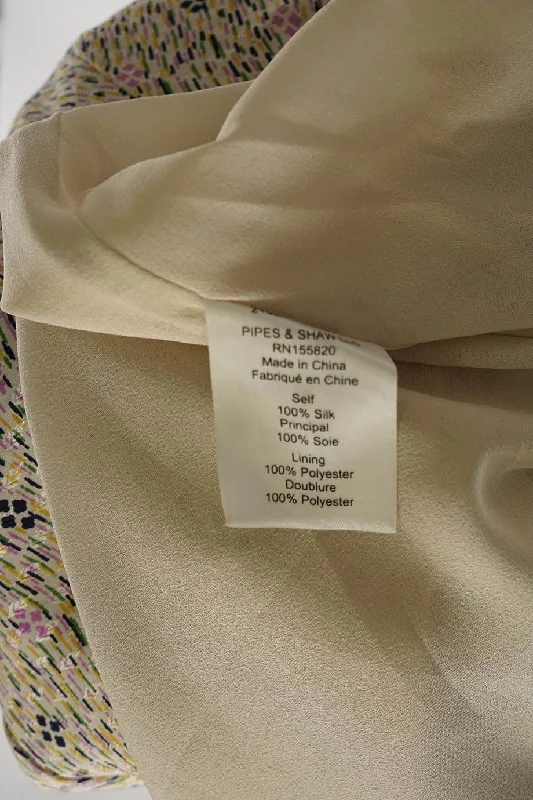 PIPES & SHAW LLC
RN155820
Made in China
Fabriqué en Chine
Self
100% Silk
Principal
100% Soie
Lining
100% Polyester
Doublure
100% Polyester